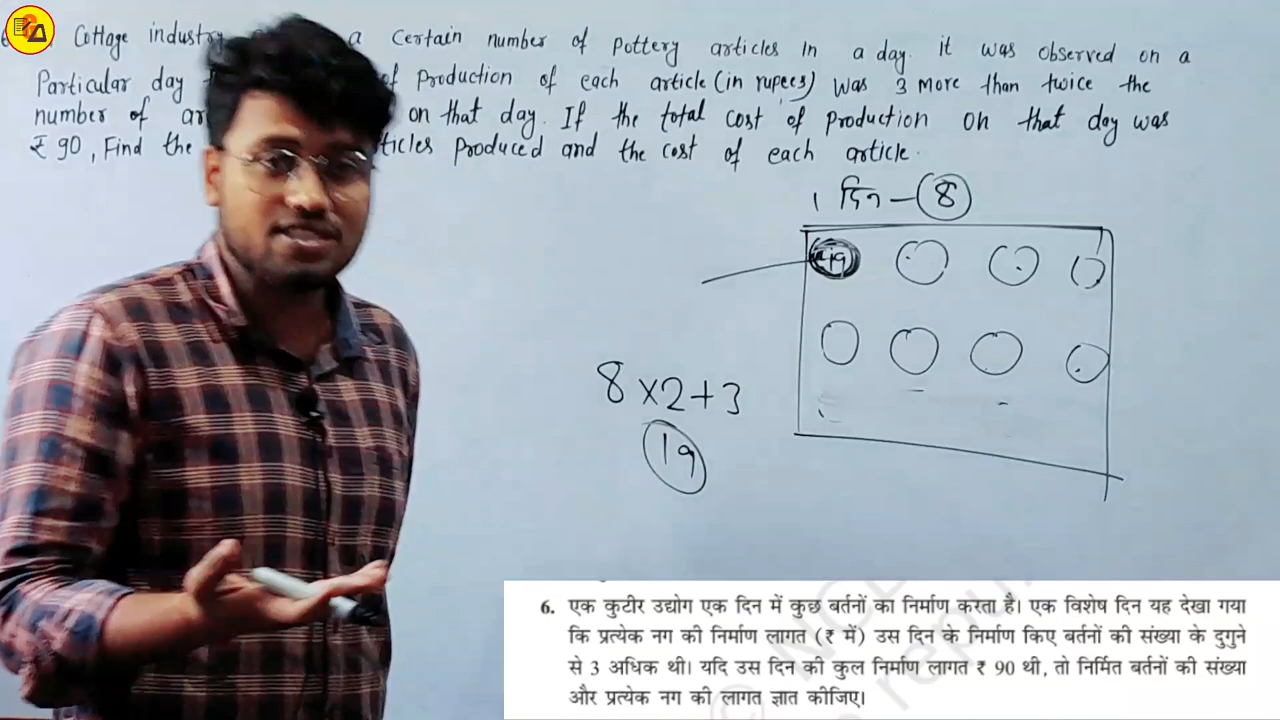 Cottage industry a certain number of pottery articles in a day. it was observed on a
Particular day of production of each article (in rupees) was 3 more than twice the
number of on that day. If the total cost of production on that day was
₹ 90, Find the produced and the cost of each article.
1 दिन – 8
19
8 x2+3
19
6. एक कुटीर उद्योग एक दिन में कुछ बर्तनों का निर्माण करता है। एक विशेष दिन यह देखा गया
कि प्रत्येक नग की निर्माण लागत (₹ में) उस दिन के निर्माण किए बर्तनों की संख्या के दुगुने
से 3 अधिक थी। यदि उस दिन की कुल निर्माण लागत ₹ 90 थी, तो निर्मित बर्तनों की संख्या
और प्रत्येक नग की लागत ज्ञात कीजिए।